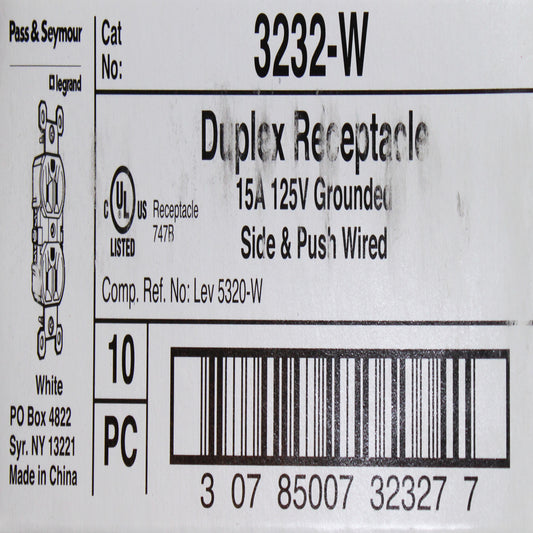 Pass & Seymour
legrand
Cat
No:
3232-W
Duplex Receptacle
15A 125V Grounded
Side & Push Wired
C UL US
LISTED
Receptacle
747B
Comp. Ref. No: Lev 5320-W
White
PO Box 4822
Syr. NY 13221
Made in China
10
PC
3 07 85007 32327 7